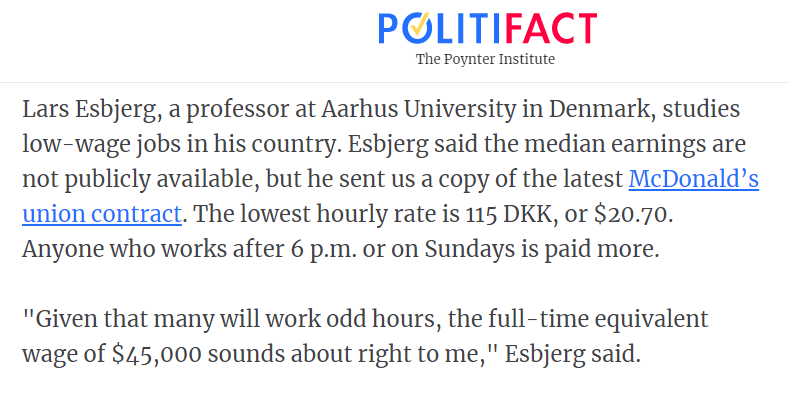 POLITIFACT
The Poynter Institute
Lars Esbjerg, a professor at Aarhus University in Denmark, studies
low-wage jobs in his country. Esbjerg said the median earnings are
not publicly available, but he sent us a copy of the latest McDonald’s
union contract. The lowest hourly rate is 115 DKK, or $20.70.
Anyone who works after 6 p.m. or on Sundays is paid more.
"Given that many will work odd hours, the full-time equivalent
wage of $45,000 sounds about right to me," Esbjerg said.